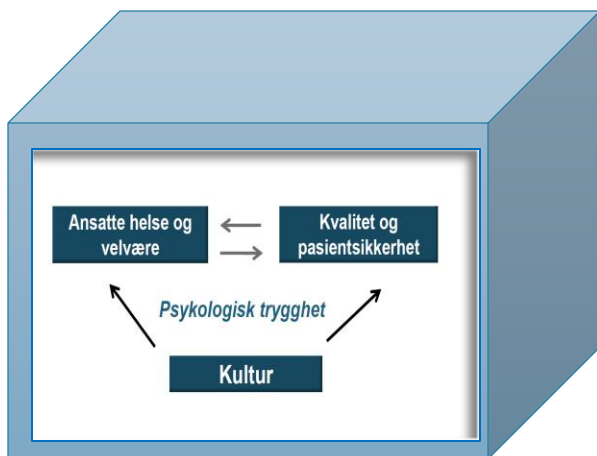 Ansatte helse og
velvære
Kvalitet og
pasientsikkerhet
Psykologisk trygghet
Kultur